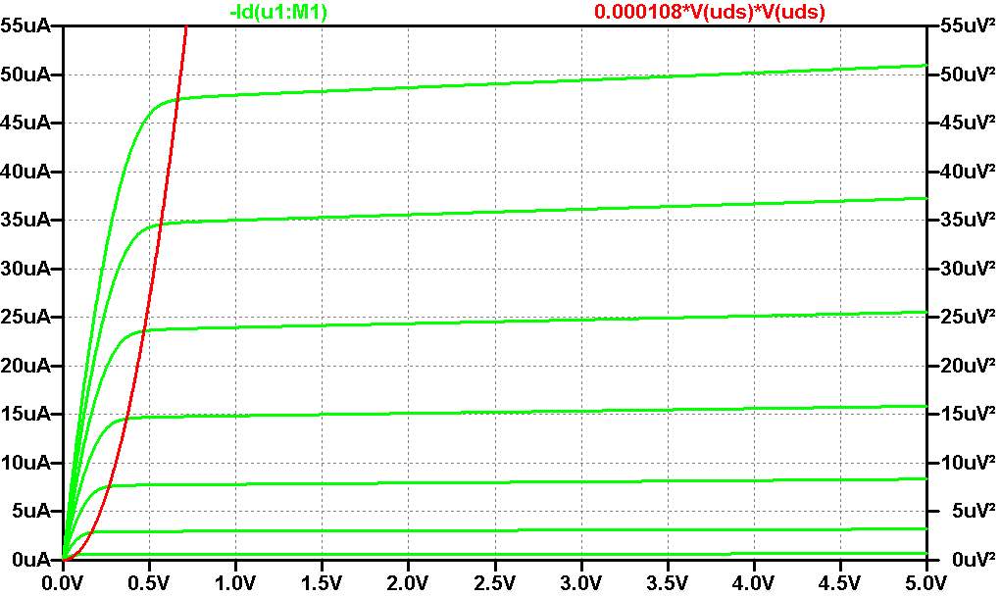 -Id(u1:M1) 0.000108*V(uds)*V(uds)
55uA 55uV²
50uA 50uV²
45uA 45uV²
40uA 40uV²
35uA 35uV²
30uA 30uV²
25uA 25uV²
20uA 20uV²
15uA 15uV²
10uA 10uV²
5uA 5uV²
0uA 0uV²
0.0V 0.5V 1.0V 1.5V 2.0V 2.5V 3.0V 3.5V 4.0V 4.5V 5.0V